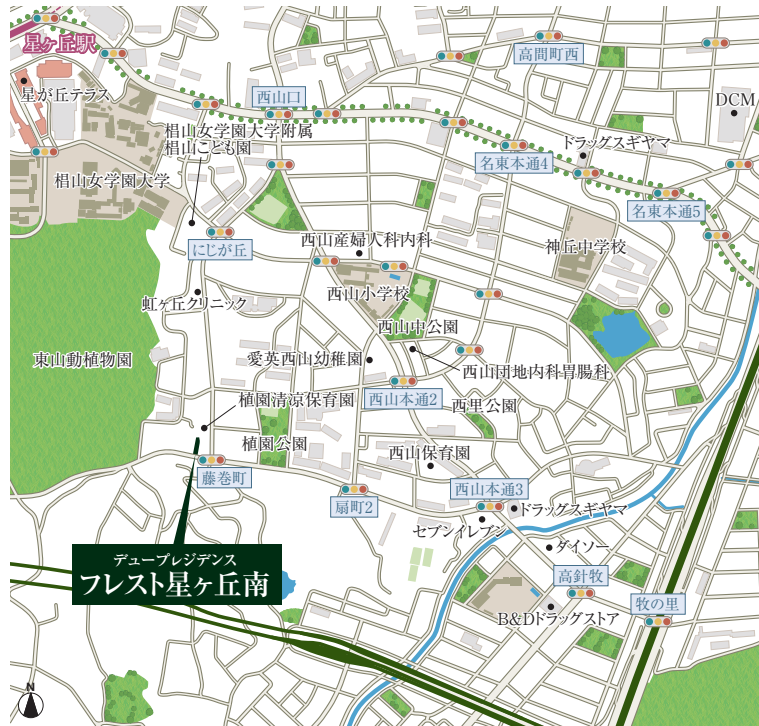 星ヶ丘駅
高間町西
星が丘テラス
西山口
DCM
椙山女学園大学附属
椙山こども園
ドラッグスギヤマ
名東本通4
椙山女学園大学
名東本通5
にじが丘
西山産婦人科内科
神丘中学校
虹ヶ丘クリニック
西山小学校
西山中公園
東山動植物園
愛英西山幼稚園
西山団地内科胃腸科
植園清凉保育園
西山本通2
西里公園
植園公園
西山保育園
藤巻町
西山本通3
扇町2
ドラッグスギヤマ
セブンイレブン
ダイソー
デュープレジデンス
フレスト星ヶ丘南
高針牧
牧の里
B&Dドラッグストア
N